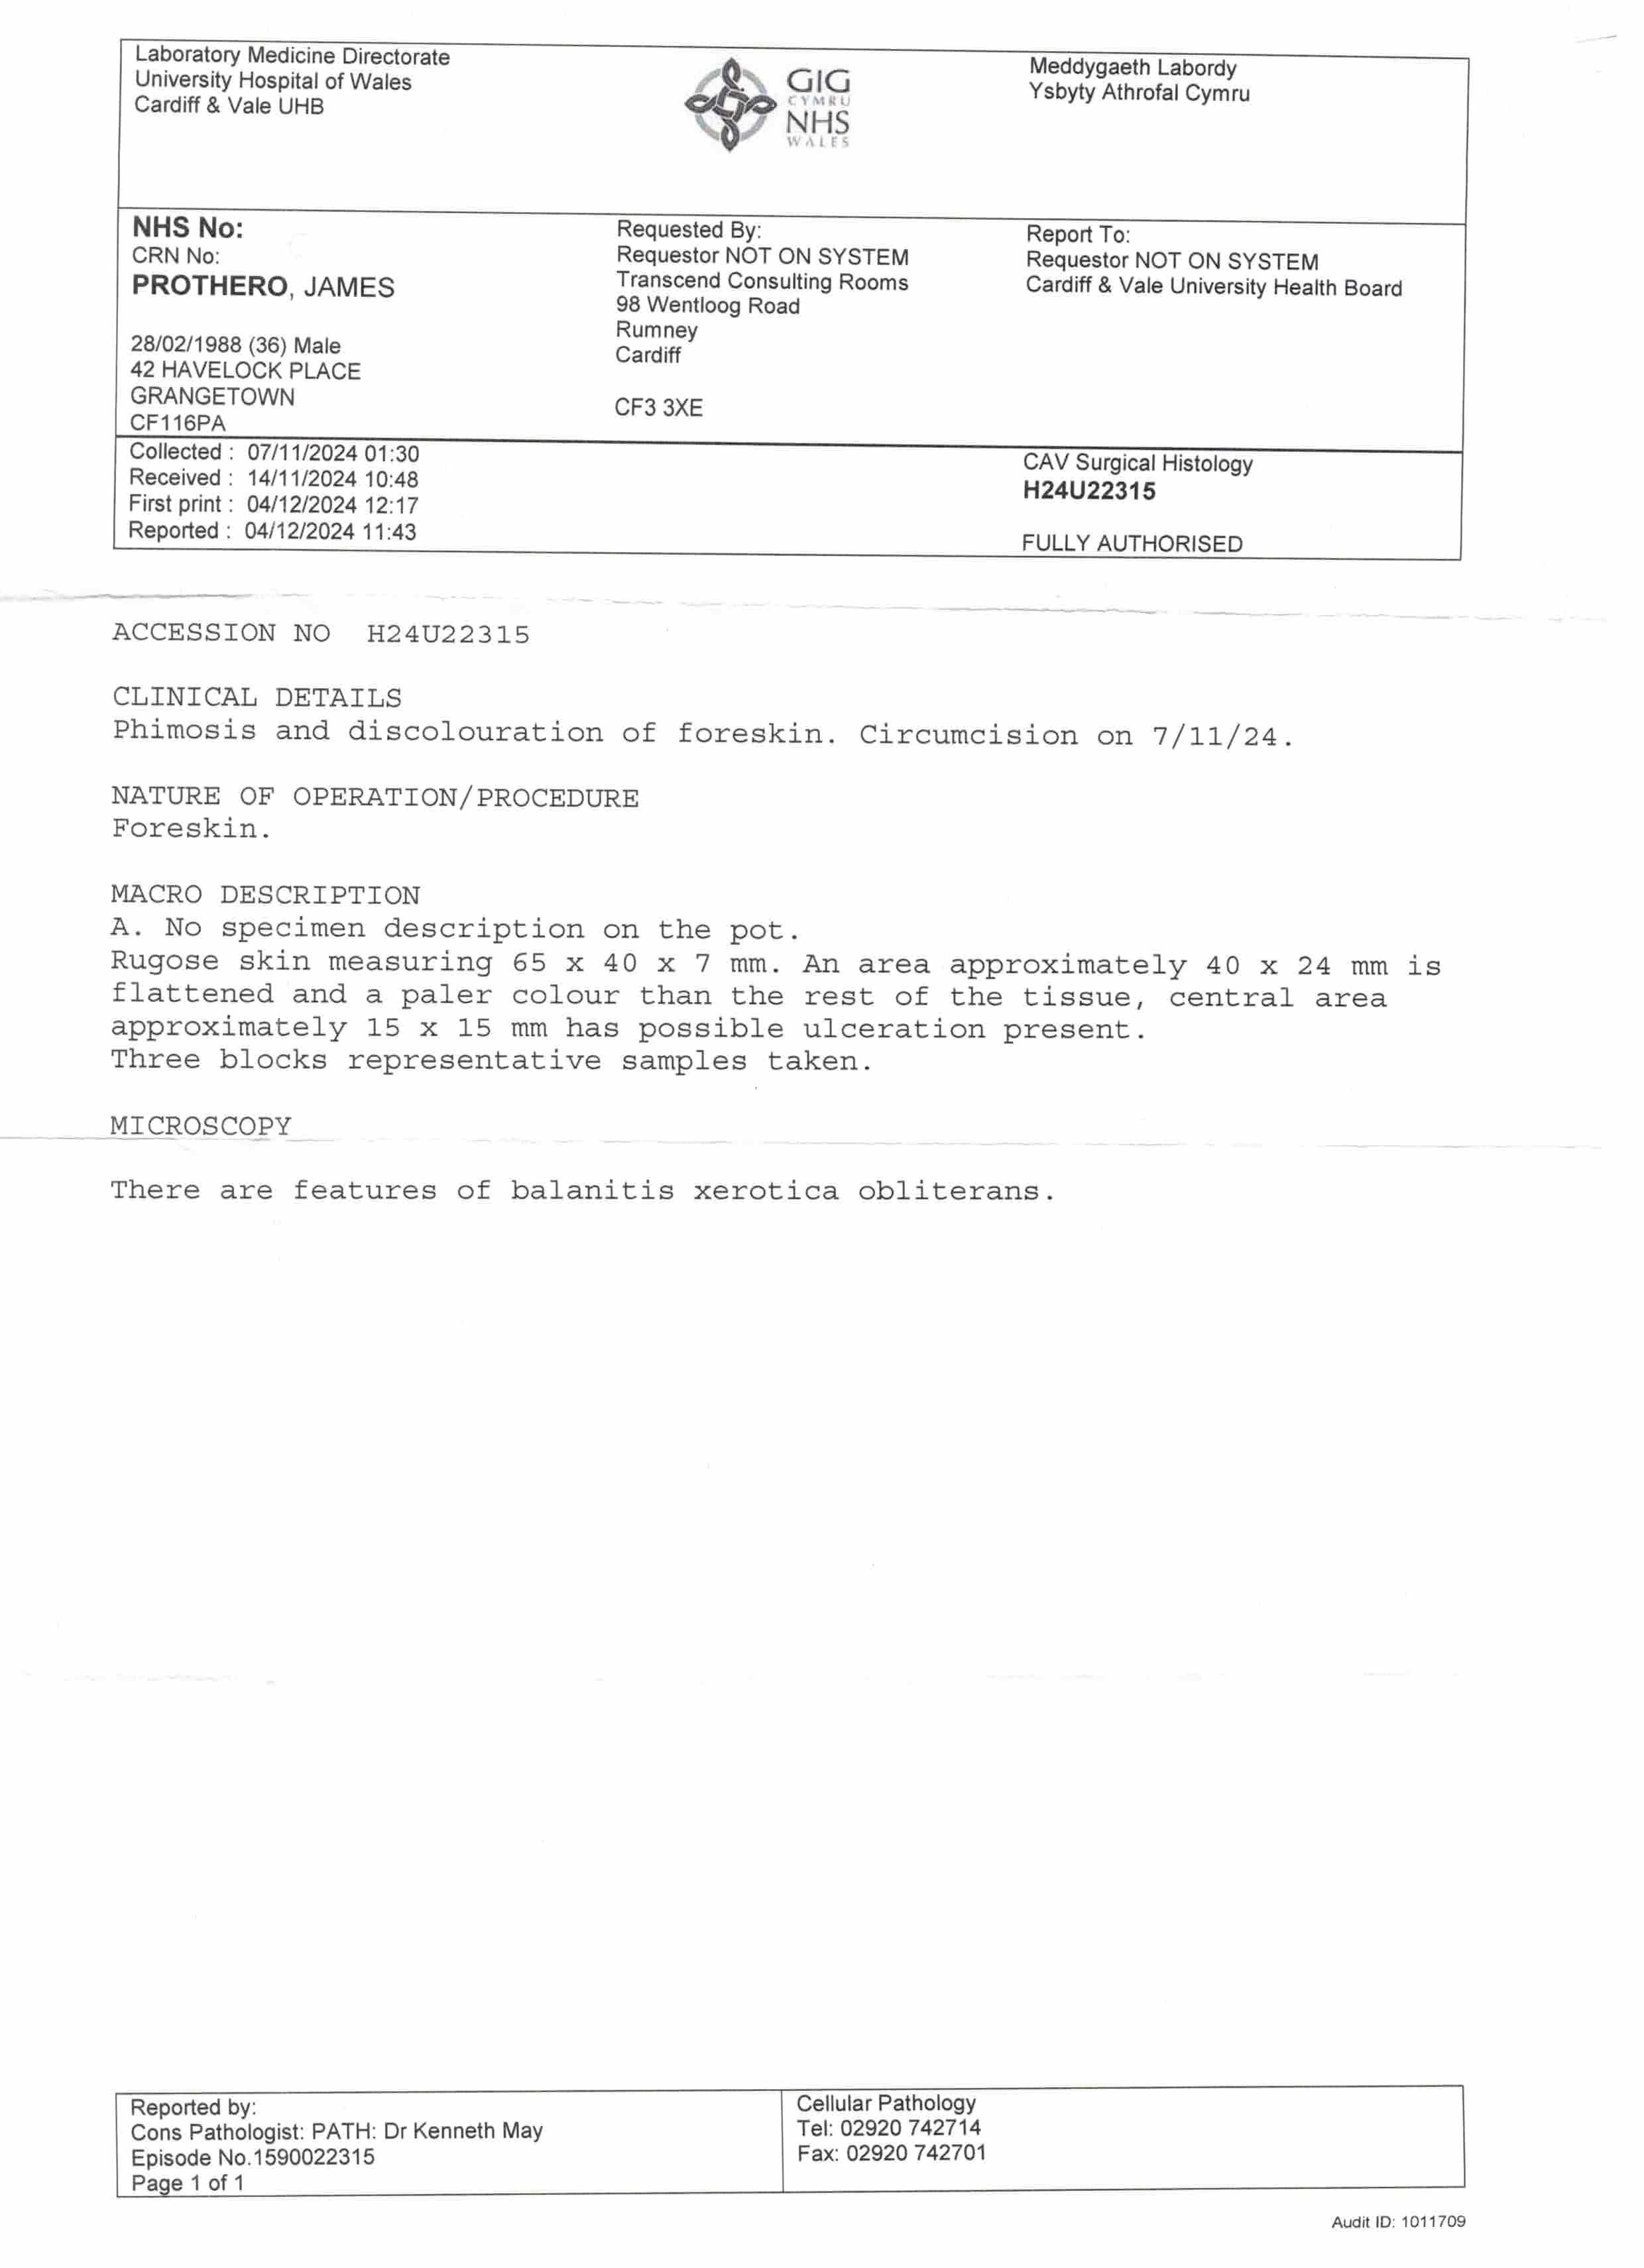 Laboratory Medicine Directorate
University Hospital of Wales
Cardiff & Vale UHB
GIG
CYMRU
NHS
WALES
Meddygaeth Labordy
Ysbyty Athrofal Cymru
NHS No:
CRN No:
PROTHERO, JAMES
28/02/1988 (36) Male
42 HAVELOCK PLACE
GRANGETOWN
CF116PA
Requested By:
Requestor NOT ON SYSTEM
Transcend Consulting Rooms
98 Wentloog Road
Rumney
Cardiff
CF3 3XE
Report To:
Requestor NOT ON SYSTEM
Cardiff & Vale University Health Board
Collected : 07/11/2024 01:30
Received : 14/11/2024 10:48
First print : 04/12/2024 12:17
Reported : 04/12/2024 11:43
CAV Surgical Histology
H24U22315
FULLY AUTHORISED
ACCESSION NO H24U22315
CLINICAL DETAILS
Phimosis and discolouration of foreskin. Circumcision on 7/11/24.
NATURE OF OPERATION/PROCEDURE
Foreskin.
MACRO DESCRIPTION
A. No specimen description on the pot.
Rugose skin measuring 65 x 40 x 7 mm. An area approximately 40 x 24 mm is
flattened and a paler colour than the rest of the tissue, central area
approximately 15 x 15 mm has possible ulceration present.
Three blocks representative samples taken.
MICROSCOPY
There are features of balanitis xerotica obliterans.
Reported by:
Cons Pathologist: PATH: Dr Kenneth May
Episode No.1590022315
Page 1 of 1
Cellular Pathology
Tel: 02920 742714
Fax: 02920 742701
Audit ID: 1011709